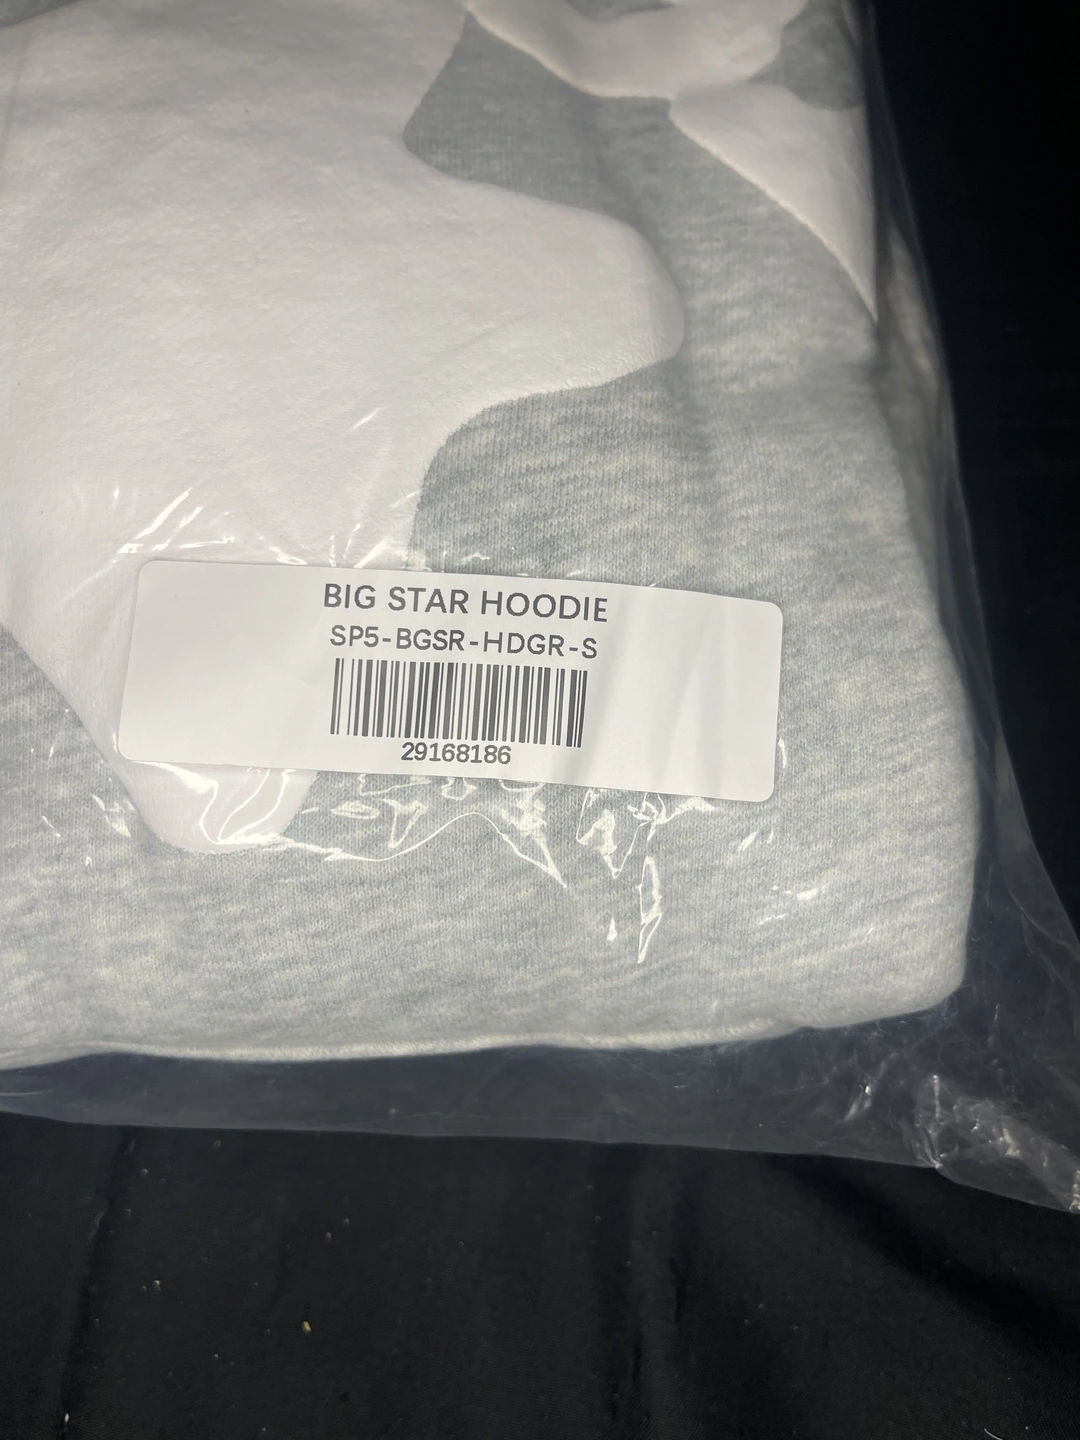 BIG STAR HOODIE
SP5-BGSR-HDGR-S
29168186